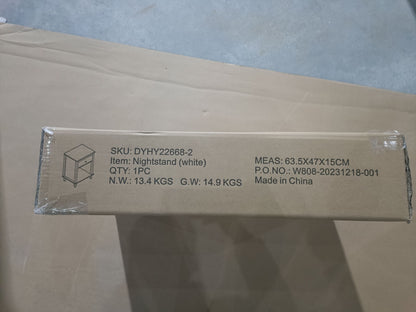 SKU: DYHY22668-2
Item: Nightstand (white)
QTY: 1PC
N.W.: 13.4 KGS G.W: 14.9 KGS
MEAS: 63.5X47X15CM
P.O.NO.: W808-20231218-001
Made in China